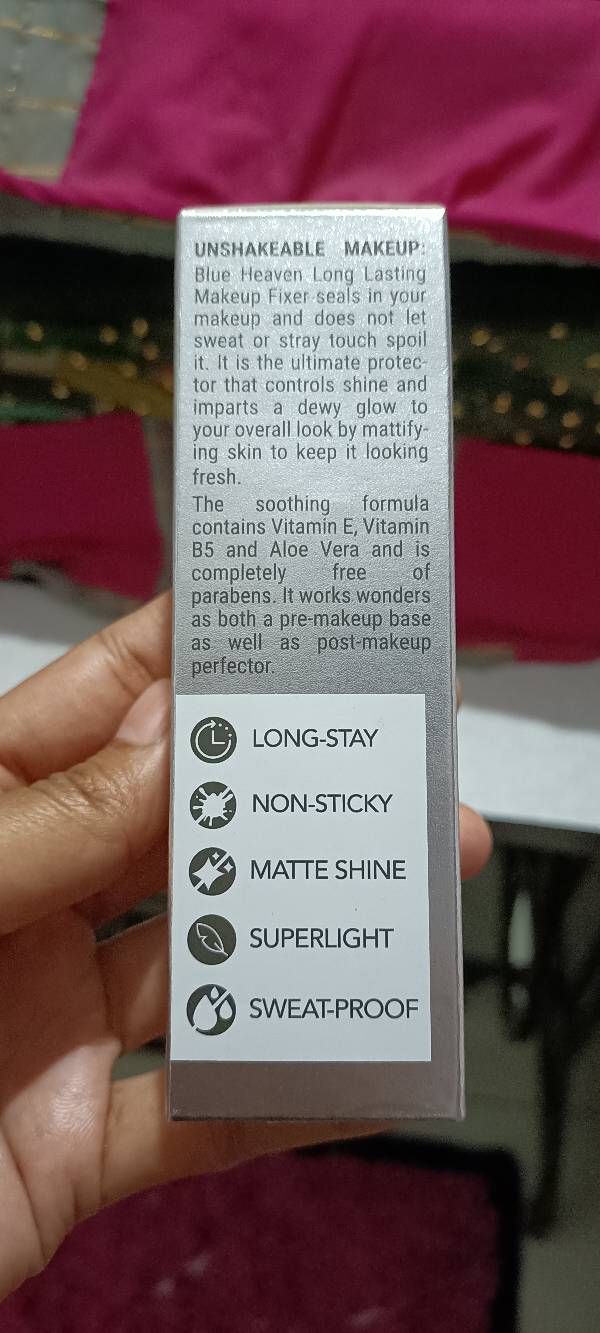 UNSHAKEABLE MAKEUP:
Blue Heaven Long Lasting
Makeup Fixer seals in your
makeup and does not let
sweat or stray touch spoil
it. It is the ultimate protec-
tor that controls shine and
imparts a dewy glow to
your overall look by mattify-
ing skin to keep it looking
fresh.
The soothing formula
contains Vitamin E, Vitamin
B5 and Aloe Vera and is
completely free of
parabens. It works wonders
as both a pre-makeup base
as well as post-makeup
perfector.
LONG-STAY
NON-STICKY
MATTE SHINE
SUPERLIGHT
SWEAT-PROOF